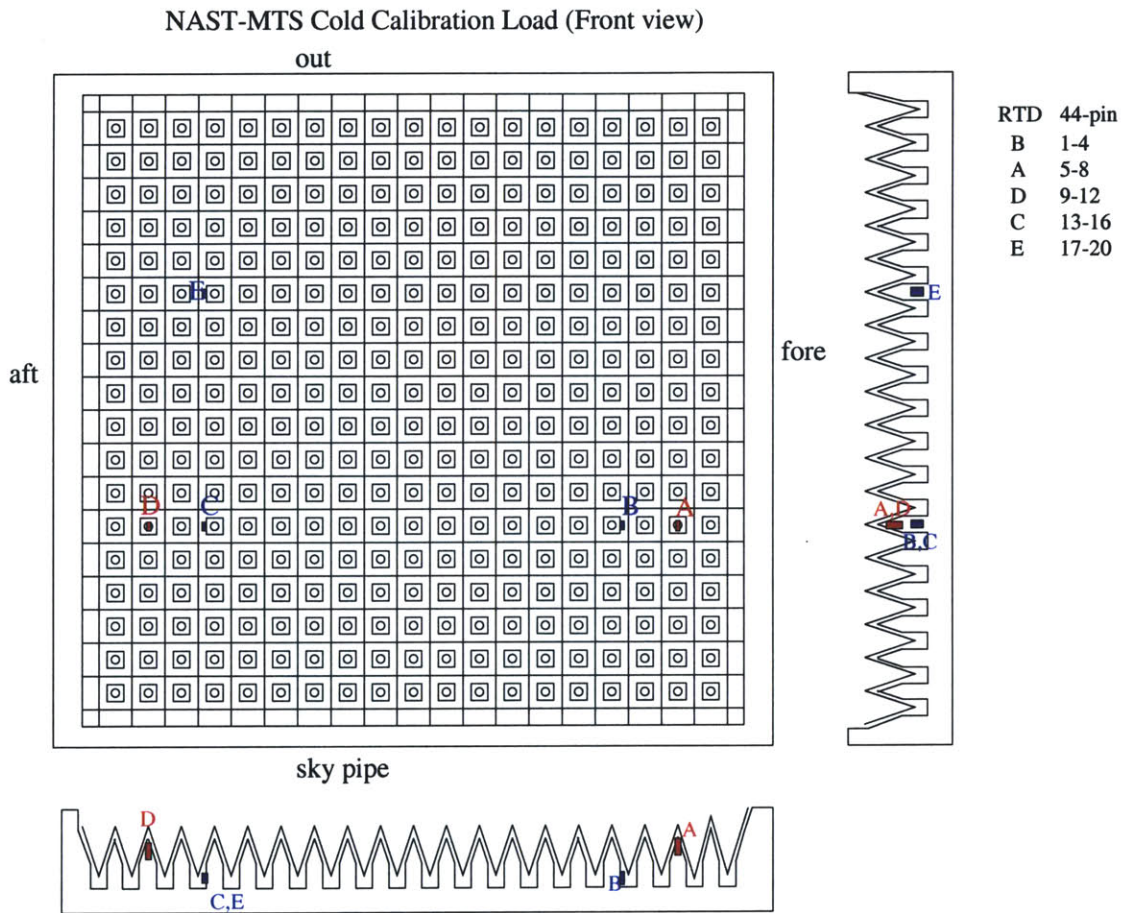 NAST-MTS Cold Calibration Load (Front view)
out
RTD 44-pin
B 1-4
A 5-8
D 9-12
C 13-16
E 17-20
E
E
fore
aft
D
C
B
A
A,D
B,C
sky pipe
D
A
B
C,E